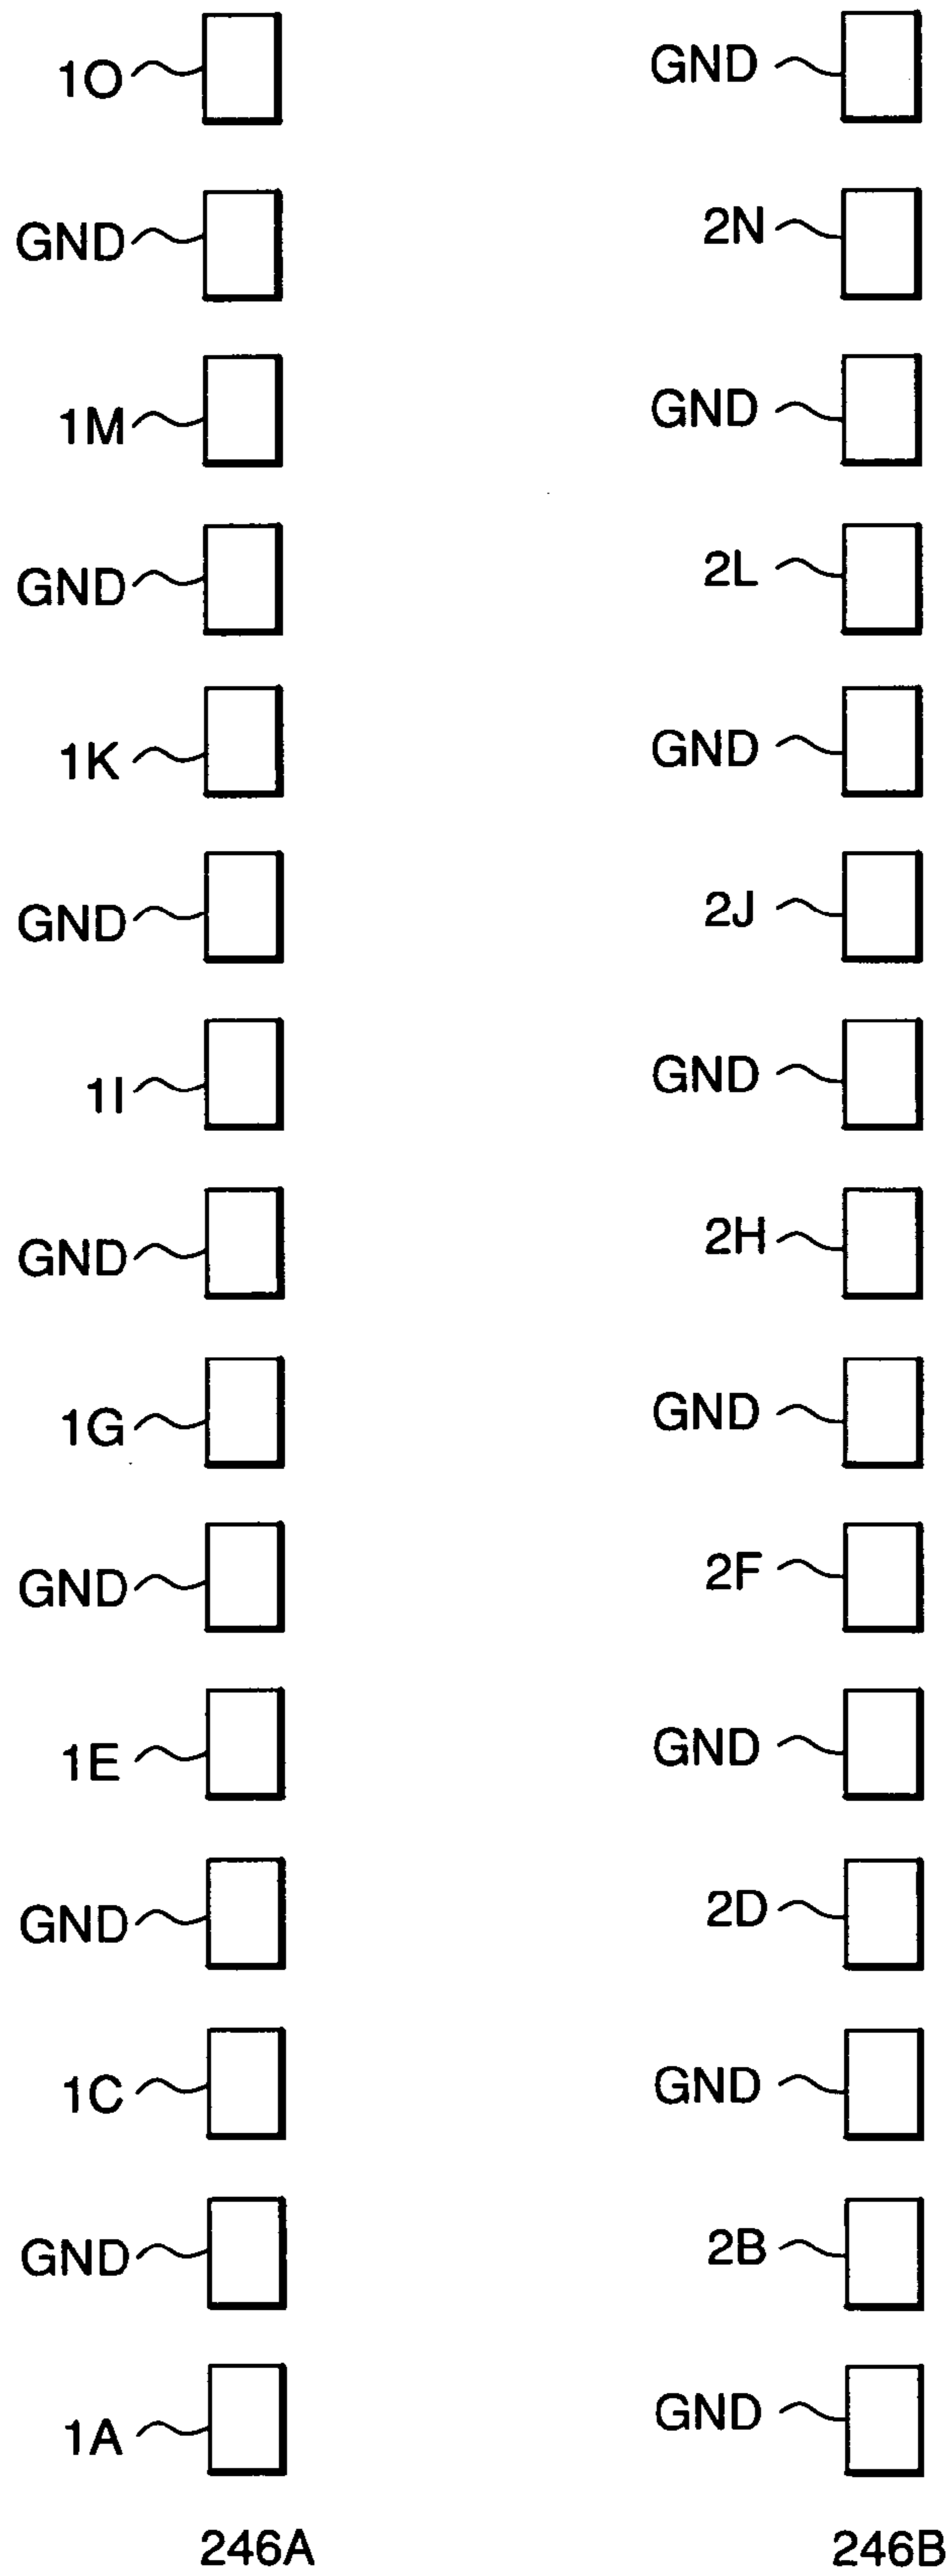 1O GND
GND 2N
1M GND
GND 2L
1K GND
GND 2J
1I GND
GND 2H
1G GND
GND 2F
1E GND
GND 2D
1C GND
GND 2B
1A GND
246A 246B